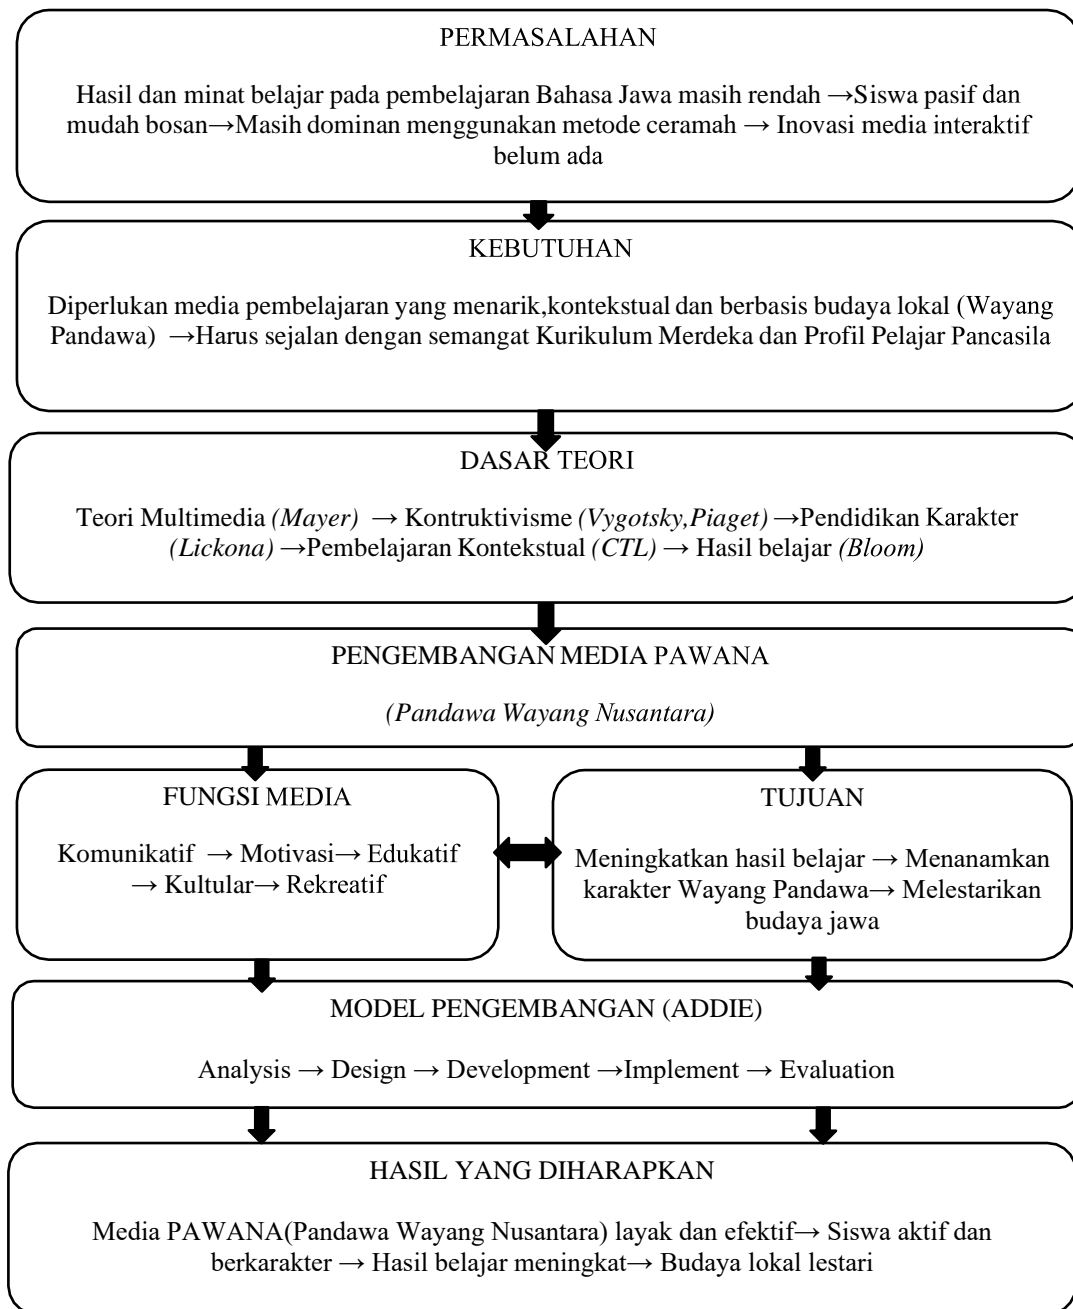 PERMASALAHAN
Hasil dan minat belajar pada pembelajaran Bahasa Jawa masih rendah →Siswa pasif dan
mudah bosan→Masih dominan menggunakan metode ceramah → Inovasi media interaktif
belum ada
KEBUTUHAN
Diperlukan media pembelajaran yang menarik,kontekstual dan berbasis budaya lokal (Wayang
Pandawa) →Harus sejalan dengan semangat Kurikulum Merdeka dan Profil Pelajar Pancasila
DASAR TEORI
Teori Multimedia (Mayer) → Kontruktivisme (Vygotsky,Piaget) →Pendidikan Karakter
(Lickona) →Pembelajaran Kontekstual (CTL) → Hasil belajar (Bloom)
PENGEMBANGAN MEDIA PAWANA
(Pandawa Wayang Nusantara)
FUNGSI MEDIA
Komunikatif → Motivasi→ Edukatif
→ Kultular→ Rekreatif
TUJUAN
Meningkatkan hasil belajar → Menanamkan
karakter Wayang Pandawa→ Melestarikan
budaya jawa
MODEL PENGEMBANGAN (ADDIE)
Analysis → Design → Development →Implement → Evaluation
HASIL YANG DIHARAPKAN
Media PAWANA(Pandawa Wayang Nusantara) layak dan efektif→ Siswa aktif dan
berkarakter → Hasil belajar meningkat→ Budaya lokal lestari